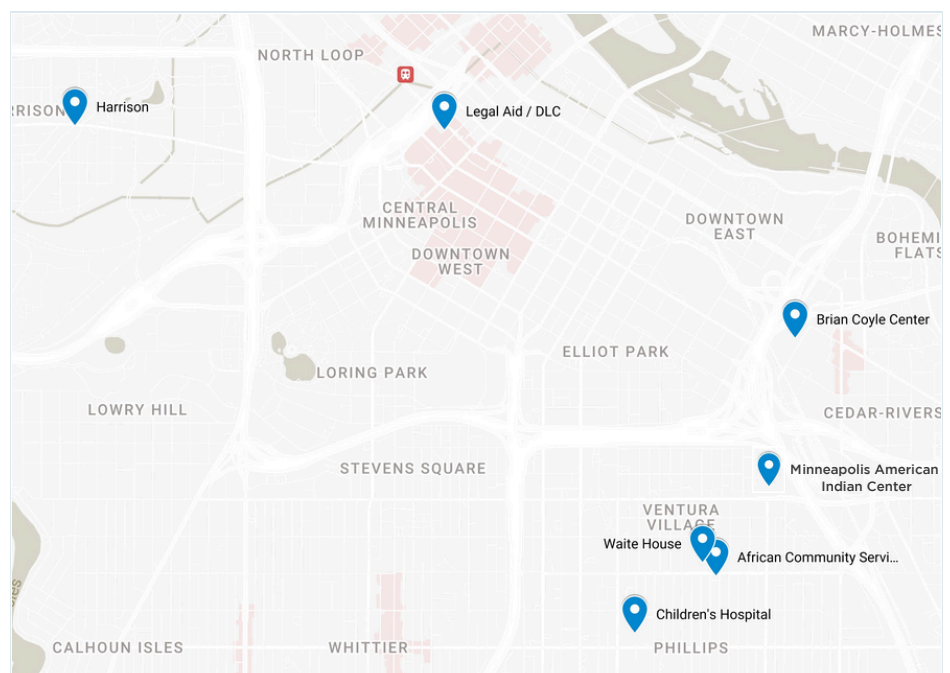 MARCY-HOLMES
NORTH LOOP
RRISON
Harrison
Legal Aid / DLC
CENTRAL
MINNEAPOLIS
DOWNTOWN
EAST
DOWNTOWN
WEST
BOHEMI
FLATS
Brian Coyle Center
ELLIOT PARK
LORING PARK
LOWRY HILL
CEDAR-RIVERS
STEVENS SQUARE
Minneapolis American
Indian Center
VENTURA
VILLAGE
Waite House
African Community Servi...
les
Children's Hospital
CALHOUN ISLES
WHITTIER
PHILLIPS